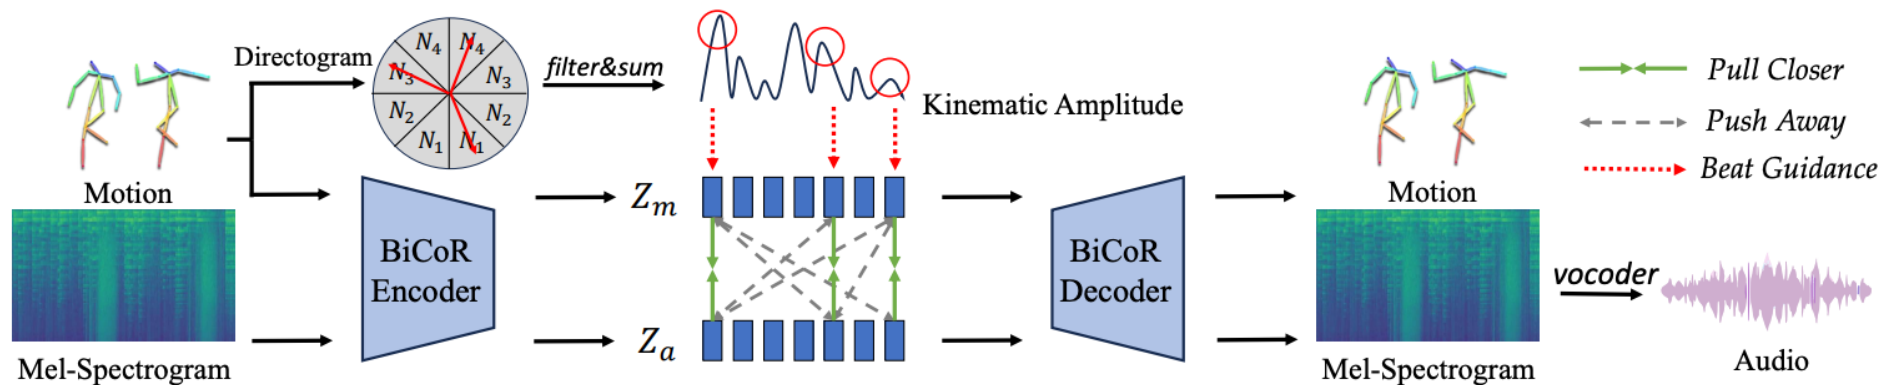 Directogram
N₄ N₄
N₃ N₃
N₂ N₂
N₁ N₁
filter&sum
Kinematic Amplitude
Motion
Mel-Spectrogram
BiCoR
Encoder
Zₘ
Zₐ
BiCoR
Decoder
Motion
Mel-Spectrogram
vocoder
Audio
Pull Closer
Push Away
Beat Guidance